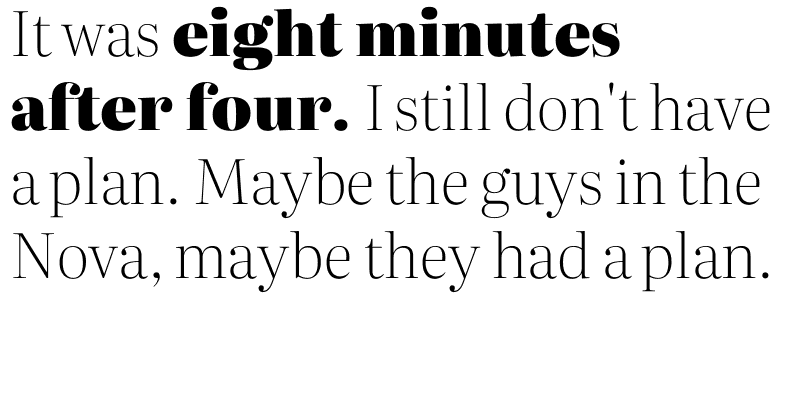 It was eight minutes
after four. I still don't have
a plan. Maybe the guys in the
Nova, maybe they had a plan.